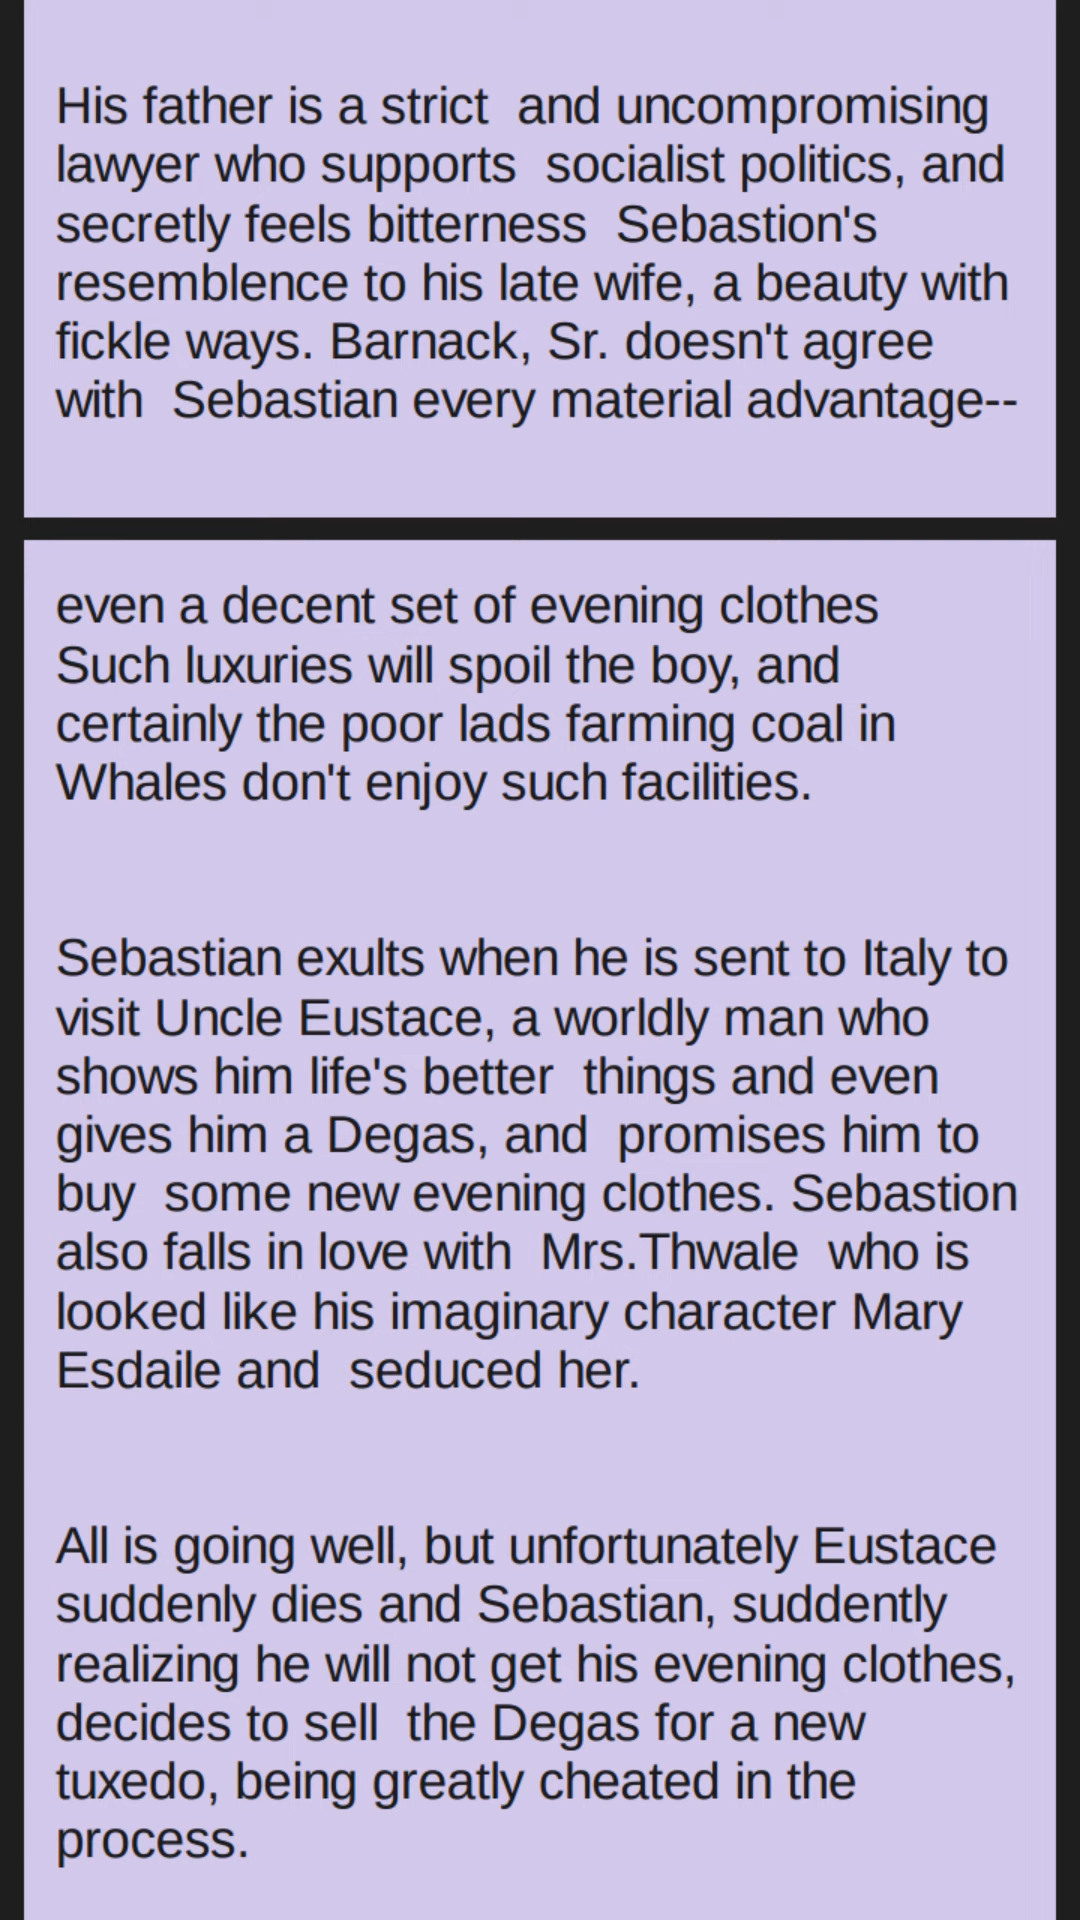 His father is a strict  and uncompromising
lawyer who supports  socialist politics, and
secretly feels bitterness  Sebastion's
resemblence to his late wife, a beauty with
fickle ways. Barnack, Sr. doesn't agree
with  Sebastian every material advantage--
even a decent set of evening clothes
Such luxuries will spoil the boy, and
certainly the poor lads farming coal in
Whales don't enjoy such facilities.
Sebastian exults when he is sent to Italy to
visit Uncle Eustace, a worldly man who
shows him life's better  things and even
gives him a Degas, and  promises him to
buy  some new evening clothes. Sebastion
also falls in love with  Mrs.Thwale  who is
looked like his imaginary character Mary
Esdaile and  seduced her.
All is going well, but unfortunately Eustace
suddenly dies and Sebastian, suddently
realizing he will not get his evening clothes,
decides to sell  the Degas for a new
tuxedo, being greatly cheated in the
process.